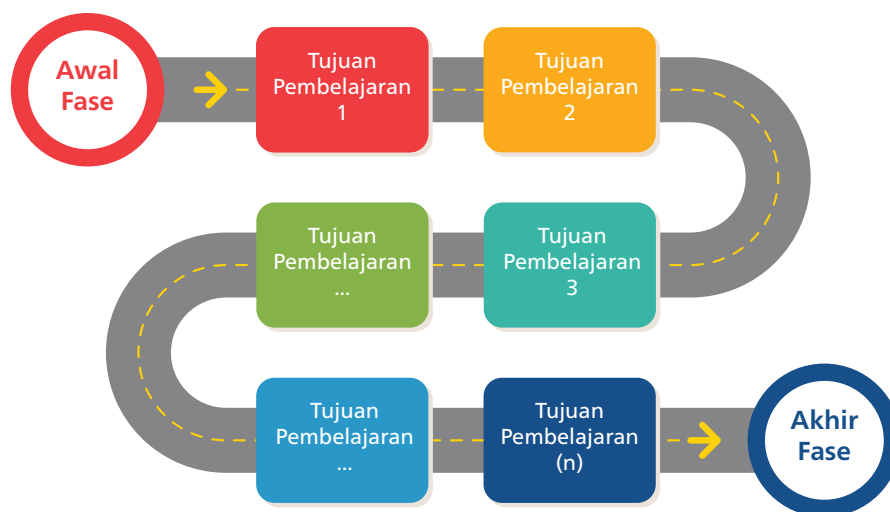 Awal
Fase
Tujuan
Pembelajaran
1
Tujuan
Pembelajaran
2
Tujuan
Pembelajaran
3
Tujuan
Pembelajaran
...
Tujuan
Pembelajaran
...
Tujuan
Pembelajaran
(n)
Akhir
Fase